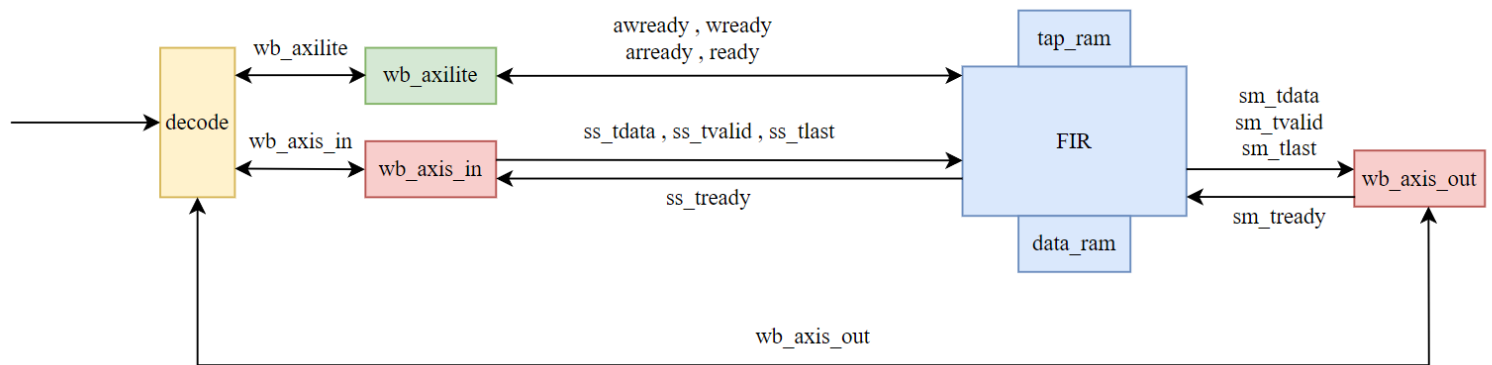 decode
wb_axilite
wb_axilite
awready , wready
arready , ready
wb_axis_in
wb_axis_in
ss_tdata , ss_tvalid , ss_tlast
ss_tready
tap_ram
FIR
data_ram
sm_tdata
sm_tvalid
sm_tlast
sm_tready
wb_axis_out
wb_axis_out